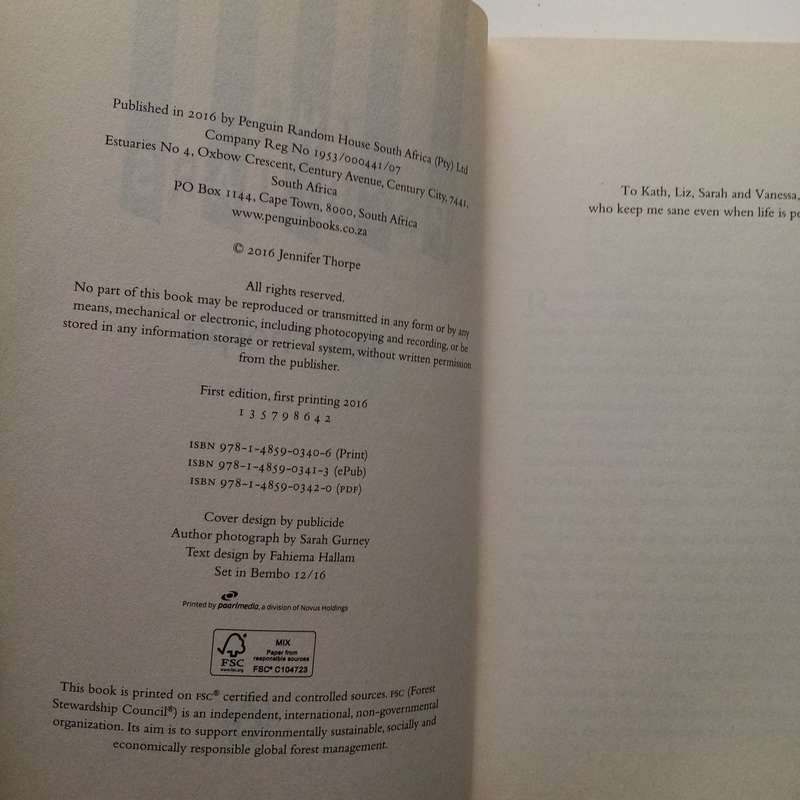 Published in 2016 by Penguin Random House South Africa (Pty) Ltd
Company Reg No 1953/000441/07
Estuaries No 4, Oxbow Crescent, Century Avenue, Century City, 7441,
South Africa
PO Box 1144, Cape Town, 8000, South Africa
www.penguinbooks.co.za
© 2016 Jennifer Thorpe
All rights reserved.
No part of this book may be reproduced or transmitted in any form or by any
means, mechanical or electronic, including photocopying and recording, or be
stored in any information storage or retrieval system, without written permission
from the publisher.
First edition, first printing 2016
1 3 5 7 9 8 6 4 2
ISBN 978-1-4859-0340-6 (Print)
ISBN 978-1-4859-0341-3 (ePub)
ISBN 978-1-4859-0342-0 (PDF)
Cover design by publicide
Author photograph by Sarah Gurney
Text design by Fahiema Hallam
Set in Bembo 12/16
Printed by paarlmedia, a division of Novus Holdings
FSC
www.fsc.org
MIX
Paper from
responsible sources
FSC® C104723
This book is printed on FSC® certified and controlled sources. FSC (Forest
Stewardship Council®) is an independent, international, non-governmental
organization. Its aim is to support environmentally sustainable, socially and
economically responsible global forest management.
To Kath, Liz, Sarah and Vanessa,
who keep me sane even when life is